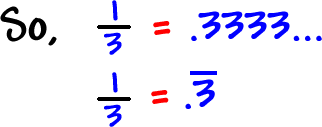 So, 1/3 = .3333...
1/3 = .3̅